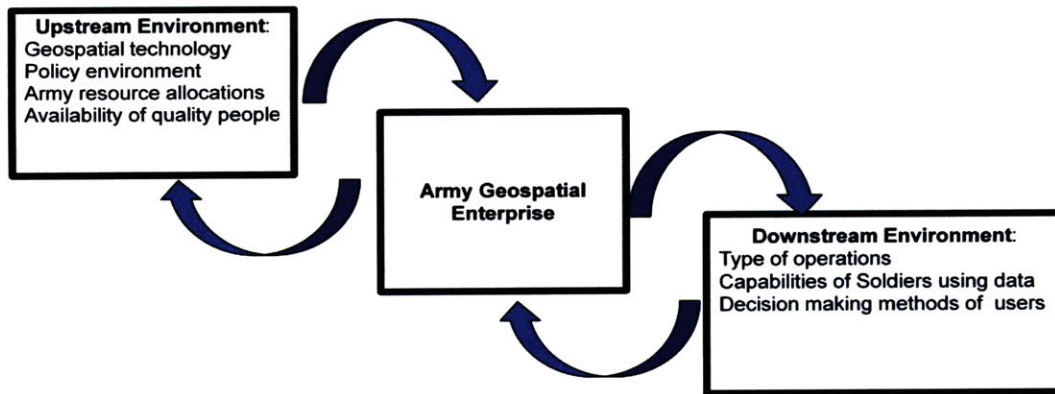 Upstream Environment:
Geospatial technology
Policy environment
Army resource allocations
Availability of quality people
Army Geospatial
Enterprise
Downstream Environment:
Type of operations
Capabilities of Soldiers using data
Decision making methods of users